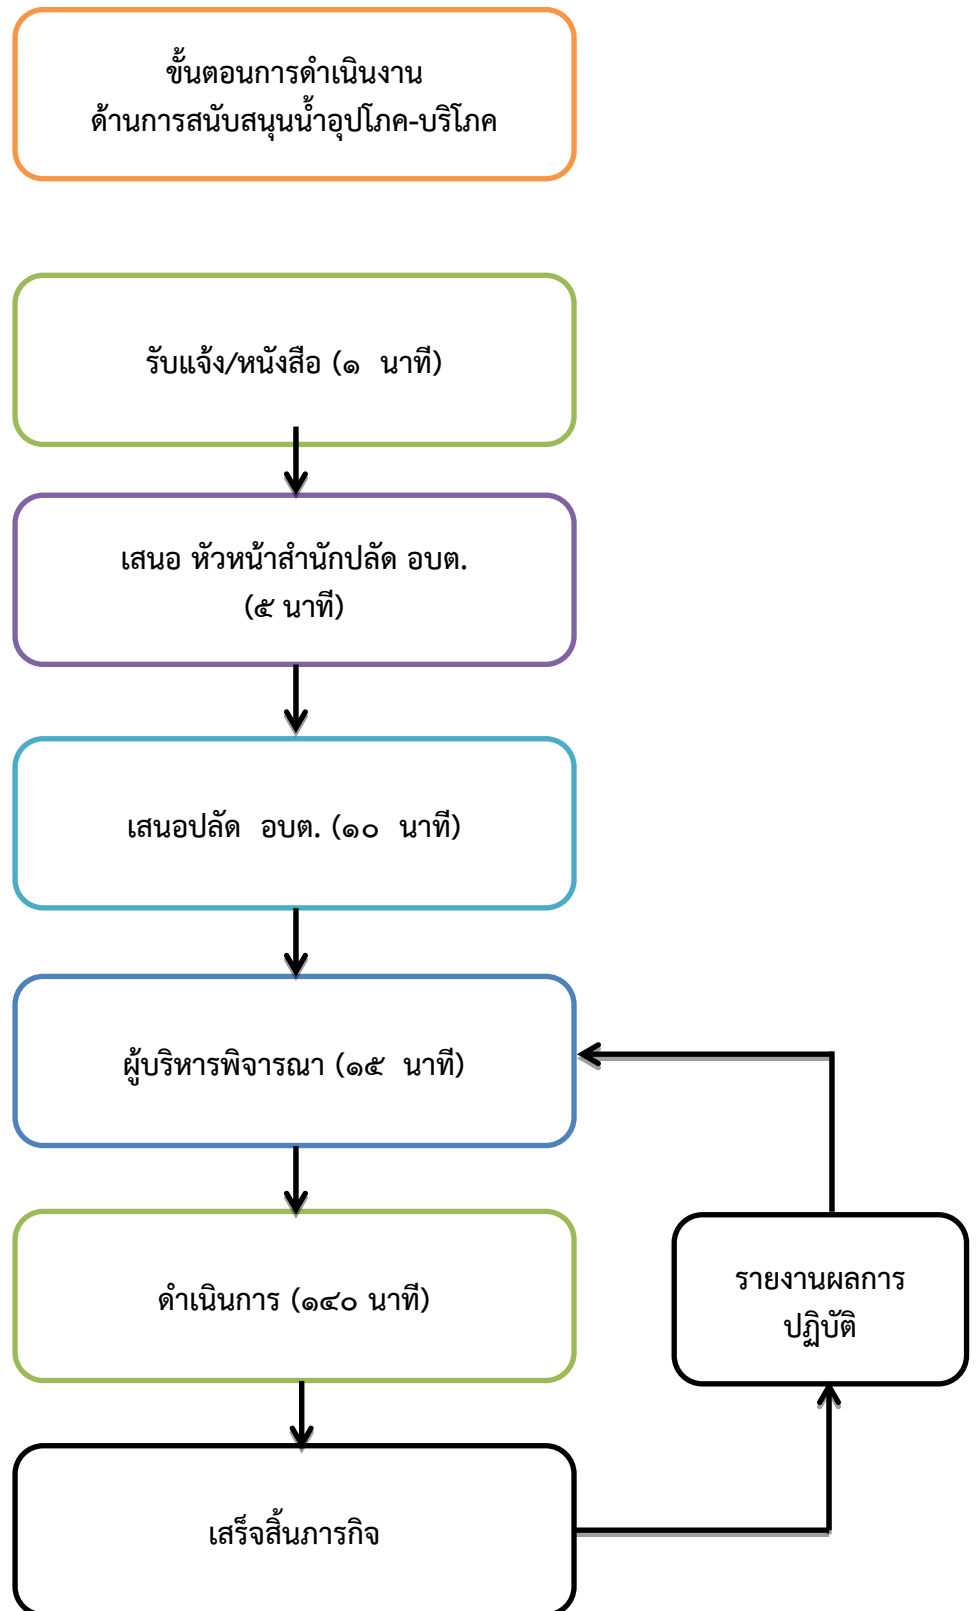 ขั้นตอนการดำเนินงาน
ด้านการสนับสนุนน้ำอุปโภค-บริโภค
รับแจ้ง/หนังสือ (๑ นาที)
เสนอ หัวหน้าสำนักปลัด อบต.
(๕ นาที)
เสนอปลัด อบต. (๑๐ นาที)
ผู้บริหารพิจารณา (๑๕ นาที)
ดำเนินการ (๑๔๐ นาที)
รายงานผลการ
ปฏิบัติ
เสร็จสิ้นภารกิจ